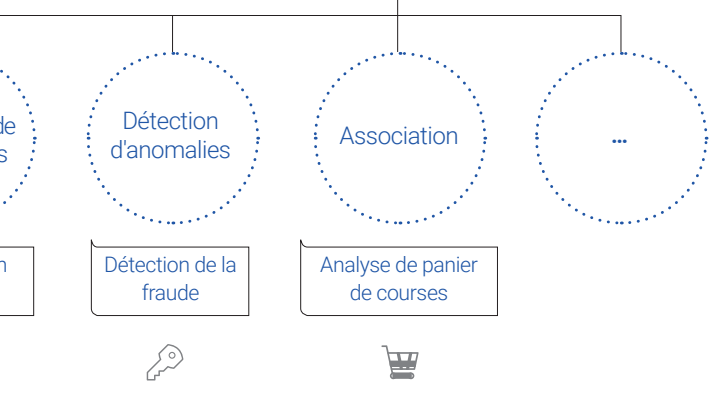 de
s
Détection
d'anomalies
Association
...
n
Détection de la
fraude
Analyse de panier
de courses